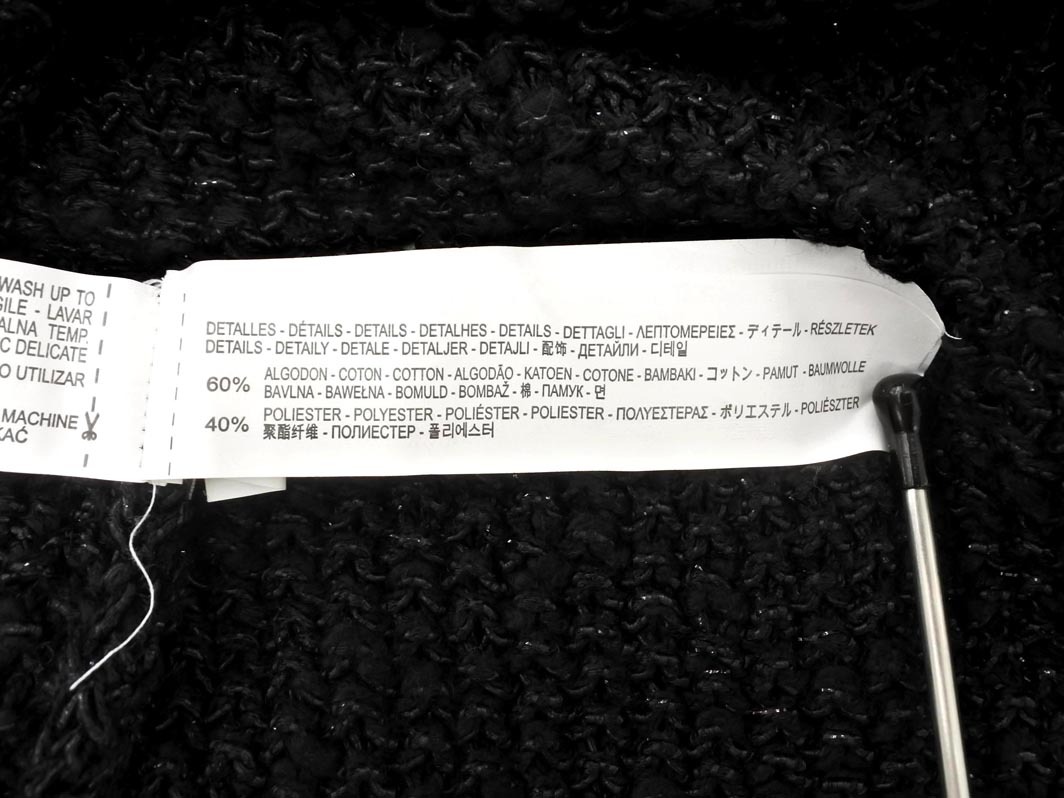 WASH UP TO
GILE - LAVAR
ALNA TEMP.
C DELICATE
O UTILIZAR
MACHINE
KAĆ
DETALLES - DÉTAILS - DETAILS - DETALHES - DETAILS - DETTAGLI - ΛΕΠΤΟΜΕΡΕΙΕΣ - ディテール - RÉSZLETEK
DETAILS - DETAILY - DETALE - DETALJER - DETAJLI - 配饰 - ДЕТАЙЛИ - 디테일
60% ALGODON - COTON - COTTON - ALGODÃO - KATOEN - COTONE - BAMBAKI - コットン - PAMUT - BAUMWOLLE
BAVLNA - BAWEŁNA - BOMULD - BOMBAŽ - 棉 - ПАМУК - 면
40% POLIESTER - POLYESTER - POLIÉSTER - POLIESTER - ΠΟΛΥΕΣΤΕΡΑΣ - ポリエステル - POLIÉSZTER
聚酯纤维 - ПОЛИЕСТЕР - 폴리에스터